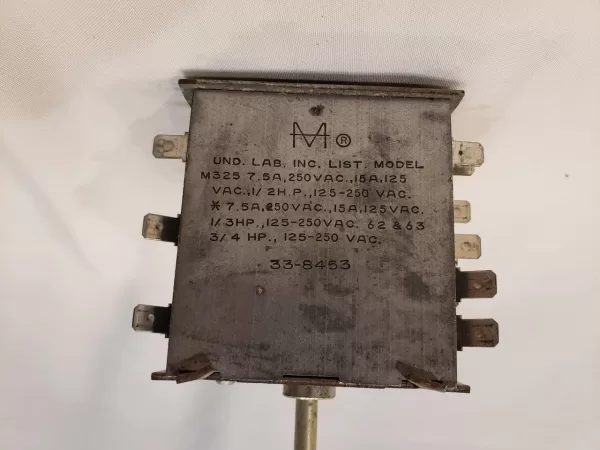 M ®
UND. LAB. INC. LIST. MODEL
M325 7.5A,250VAC.,15A,125
VAC.,1/2H.P.,125-250 VAC.
* 7.5A,250VAC.,15A,125VAC.
1/3HP.,125-250VAC. 62 & 63
3/4 HP., 125-250 VAC.
33-8453